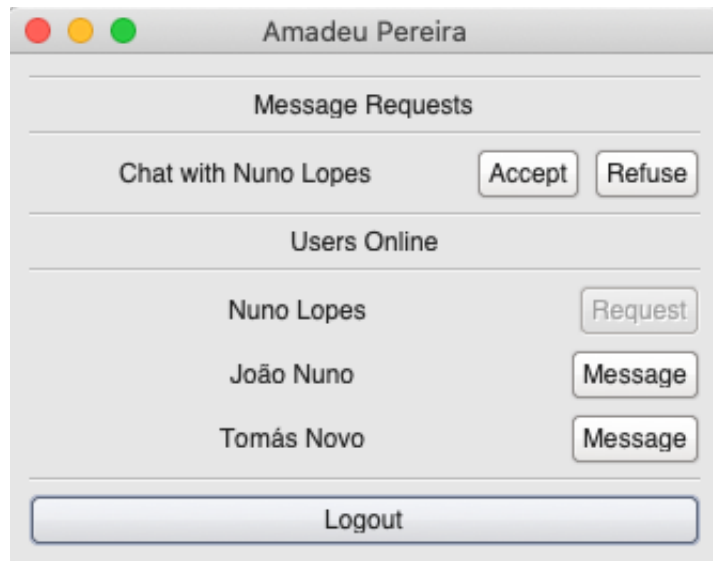 Amadeu Pereira
Message Requests
Chat with Nuno Lopes Accept Refuse
Users Online
Nuno Lopes Request
João Nuno Message
Tomás Novo Message
Logout